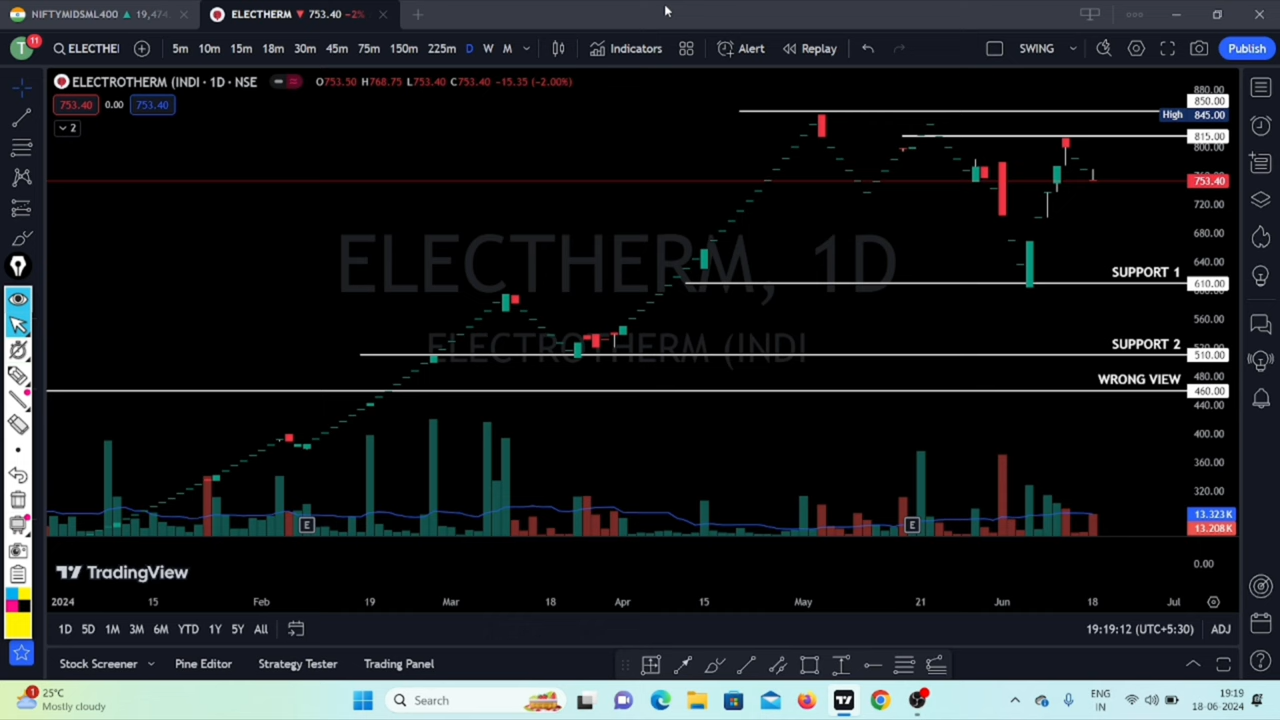 NIFTYMIDSML400 ▲ 19,474
ELECTHERM ▼ 753.40 −2%
T
11
ELECTHEI
5m 10m 15m 18m 30m 45m 75m 150m 225m D W M
Indicators
Alert
Replay
SWING
Publish
ELECTROTHERM (INDI · 1D · NSE
O753.50 H768.75 L753.40 C753.40 −15.35 (−2.00%)
753.40 0.00 753.40
2
880.00
850.00
High 845.00
815.00
800.00
753.40
720.00
680.00
640.00
SUPPORT 1
610.00
560.00
SUPPORT 2
510.00
480.00
WRONG VIEW
460.00
440.00
400.00
360.00
320.00
13.323K
13.208K
0.00
ELECTHERM, 1D
ELECTROTHERM (INDI
E
E
TradingView
2024 15 Feb 19 Mar 18 Apr 15 May 21 Jun 18 Jul
1D 5D 1M 3M 6M YTD 1Y 5Y All
19:19:12 (UTC+5:30) ADJ
Stock Screener
Pine Editor
Strategy Tester
Trading Panel
1
25°C
Mostly cloudy
Search
ENG
IN
19:19
18-06-2024